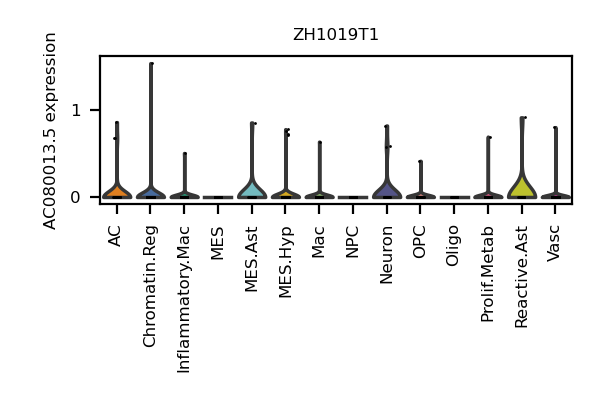 ZH1019T1
AC080013.5 expression
1
0
AC
Chromatin.Reg
Inflammatory.Mac
MES
MES.Ast
MES.Hyp
Mac
NPC
Neuron
OPC
Oligo
Prolif.Metab
Reactive.Ast
Vasc